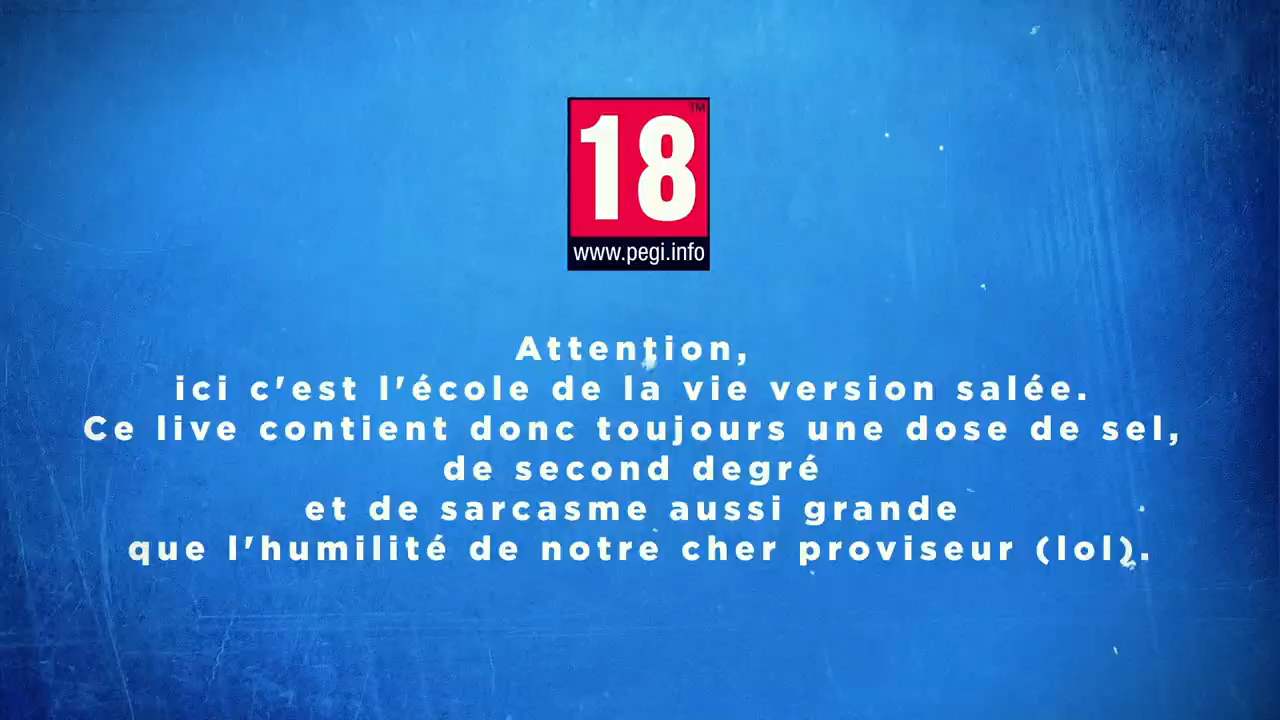 TM
18
www.pegi.info
Attention,
ici c'est l'école de la vie version salée.
Ce live contient donc toujours une dose de sel,
de second degré
et de sarcasme aussi grande
que l'humilité de notre cher proviseur (lol).